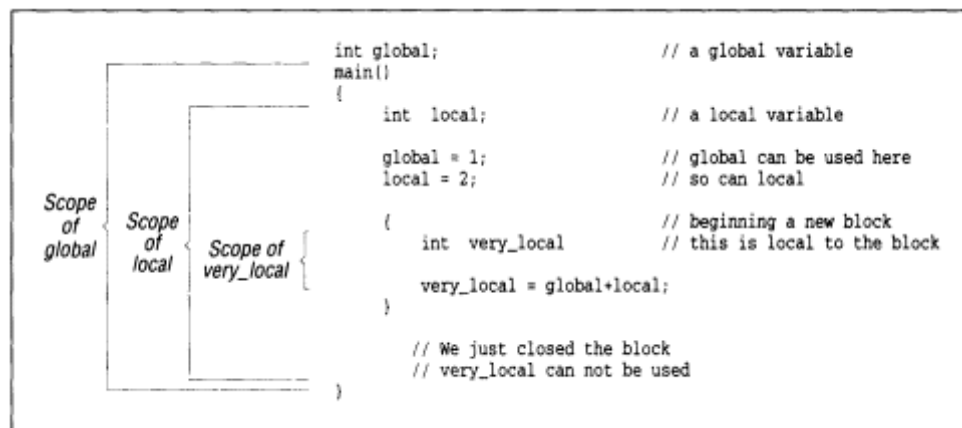 int global; // a global variable
main()
{
int local; // a local variable
global = 1; // global can be used here
local = 2; // so can local
{ // beginning a new block
int very_local // this is local to the block
very_local = global+local;
}
// We just closed the block
// very_local can not be used
}
Scope
of
global
Scope
of
local
Scope of
very_local